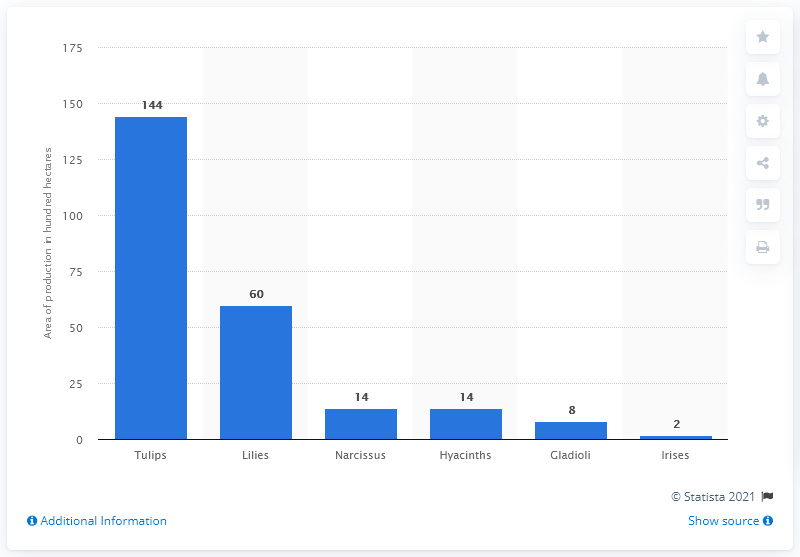 175
150
125
100
75
50
25
0
Area of production in hundred hectares
144
60
14
14
8
2
Tulips
Lilies
Narcissus
Hyacinths
Gladioli
Irises
© Statista 2021
Additional Information
Show source